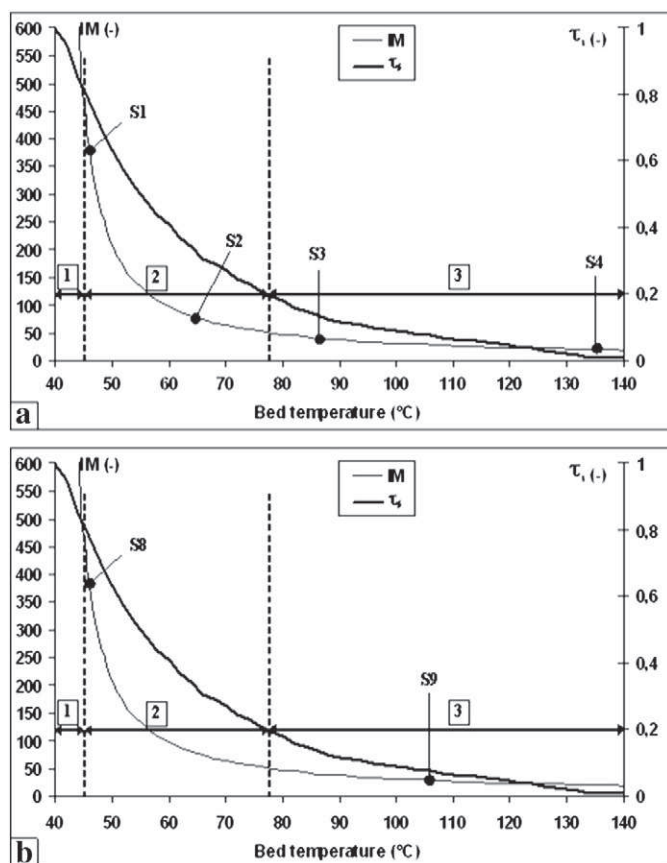 IM (-)
τs (-)
600
550
500
450
400
350
300
250
200
150
100
50
0
1
0,8
0,6
0,4
0,2
0
IM
τs
S1
S2
S3
S4
1
2
3
40 50 60 70 80 90 100 110 120 130 140
Bed temperature (°C)
a
IM (-)
τs (-)
600
550
500
450
400
350
300
250
200
150
100
50
0
1
0,8
0,6
0,4
0,2
0
IM
τs
S8
S9
1
2
3
40 50 60 70 80 90 100 110 120 130 140
Bed temperature (°C)
b